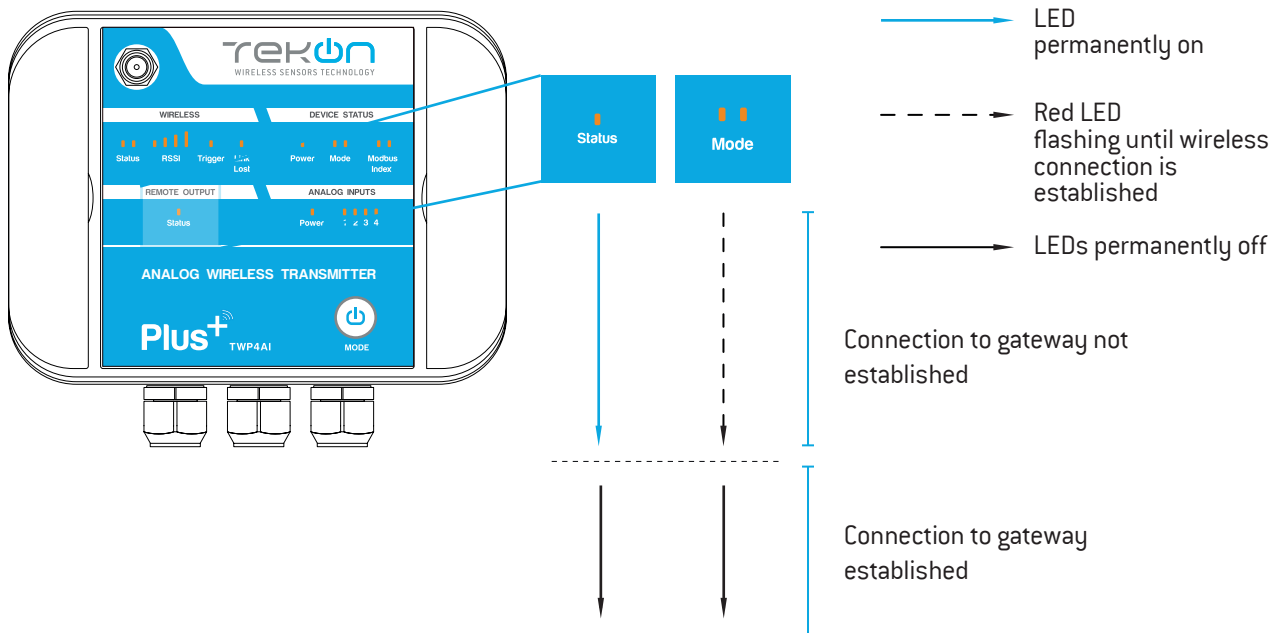 TEKON
WIRELESS SENSORS TECHNOLOGY
WIRELESS
DEVICE STATUS
Status
RSSI
Trigger
Link
Lost
Power
Mode
Modbus
Index
REMOTE OUTPUT
ANALOG INPUTS
Status
Power
1 2 3 4
ANALOG WIRELESS TRANSMITTER
Plus+
TWP4AI
MODE
Status
Mode
LED
permanently on
Red LED
flashing until wireless
connection is
established
LEDs permanently off
Connection to gateway not
established
Connection to gateway
established